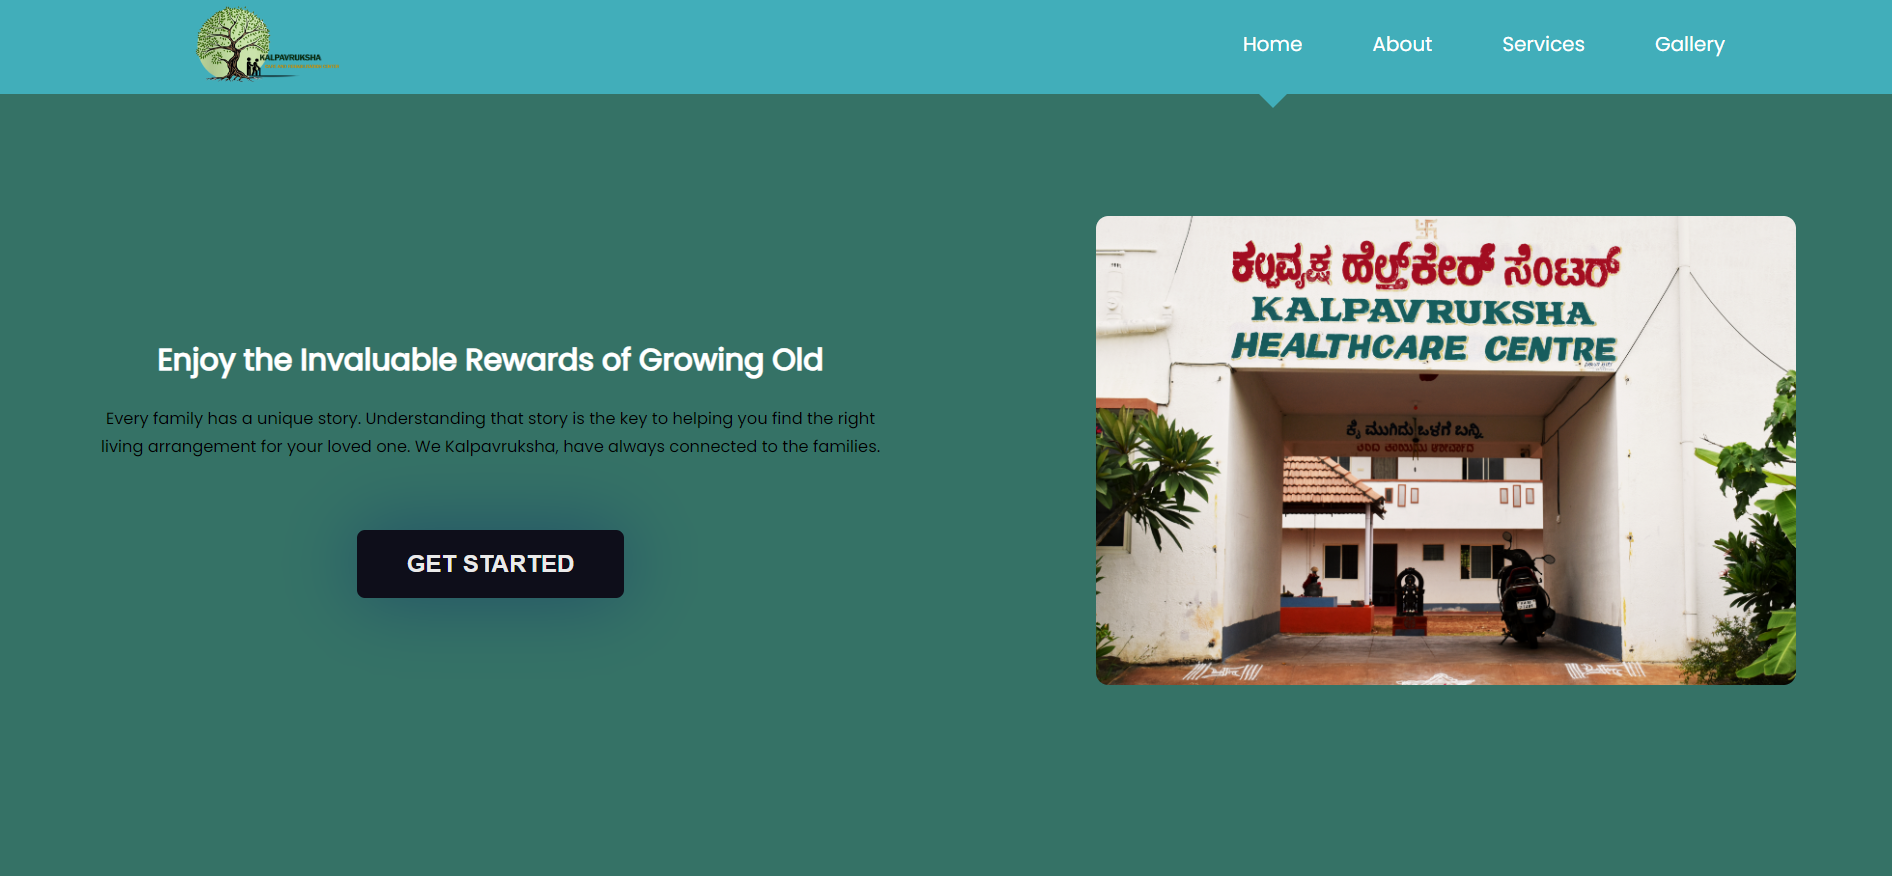 KALPAVRUKSHA
Home
About
Services
Gallery
Enjoy the Invaluable Rewards of Growing Old
Every family has a unique story. Understanding that story is the key to helping you find the right
living arrangement for your loved one. We Kalpavruksha, have always connected to the families.
GET STARTED
ಕಲ್ಪವೃಕ್ಷ ಹೆಲ್ತ್‌ಕೇರ್ ಸೆಂಟರ್
KALPAVRUKSHA
HEALTHCARE CENTRE
ಕೈ ಮುಗಿದು ಒಳಗೆ ಬನ್ನಿ